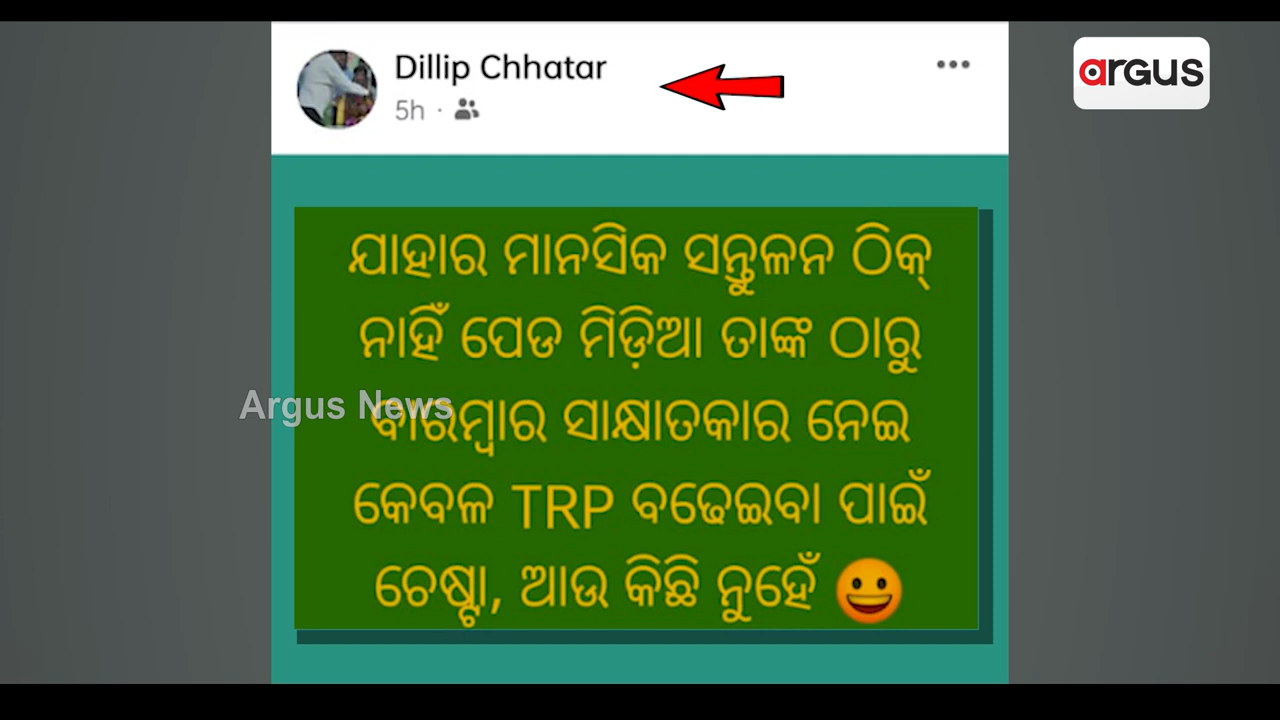 Dillip Chhatar
5h ·
argus
ଯାହାର ମାନସିକ ସନ୍ତୁଳନ ଠିକ୍
ନାହିଁ ପେଡ ମିଡ଼ିଆ ତାଙ୍କ ଠାରୁ
ବାରମ୍ବାର ସାକ୍ଷାତକାର ନେଇ
Argus News
କେବଳ TRP ବଢେଇବା ପାଇଁ
ଚେଷ୍ଟା, ଆଉ କିଛି ନୁହେଁ 😀